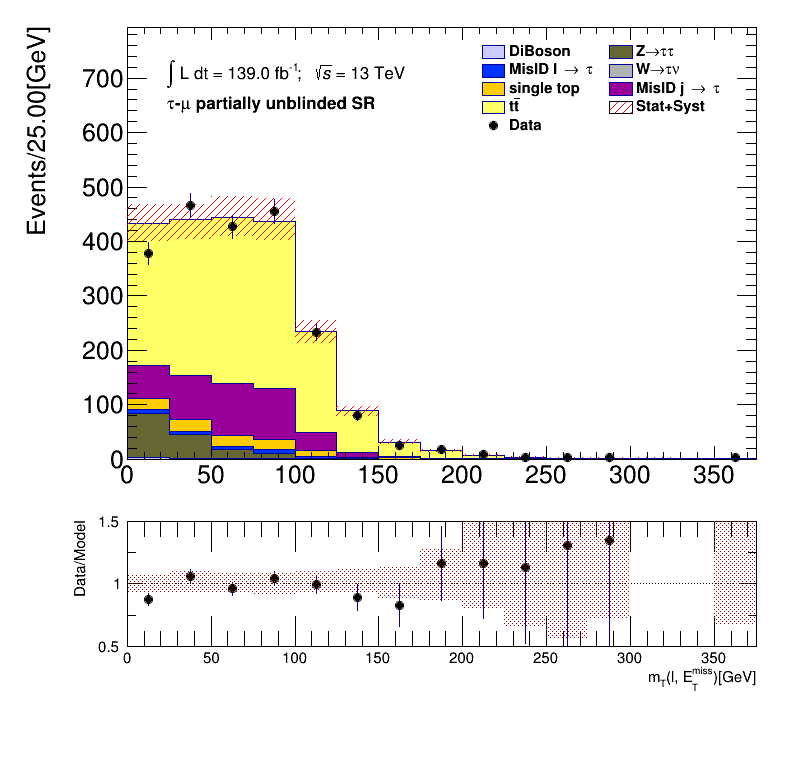 Events/25.00[GeV]
∫ L dt = 139.0 fb⁻¹; √s = 13 TeV
τ-μ partially unblinded SR
DiBoson
Z→ττ
MisID l → τ
W→τν
single top
MisID j → τ
tt̄
Stat+Syst
Data
700
600
500
400
300
200
100
0
0 50 100 150 200 250 300 350
Data/Model
1.5
1
0.5
0 50 100 150 200 250 300 350
m_T(l, E_T^miss)[GeV]